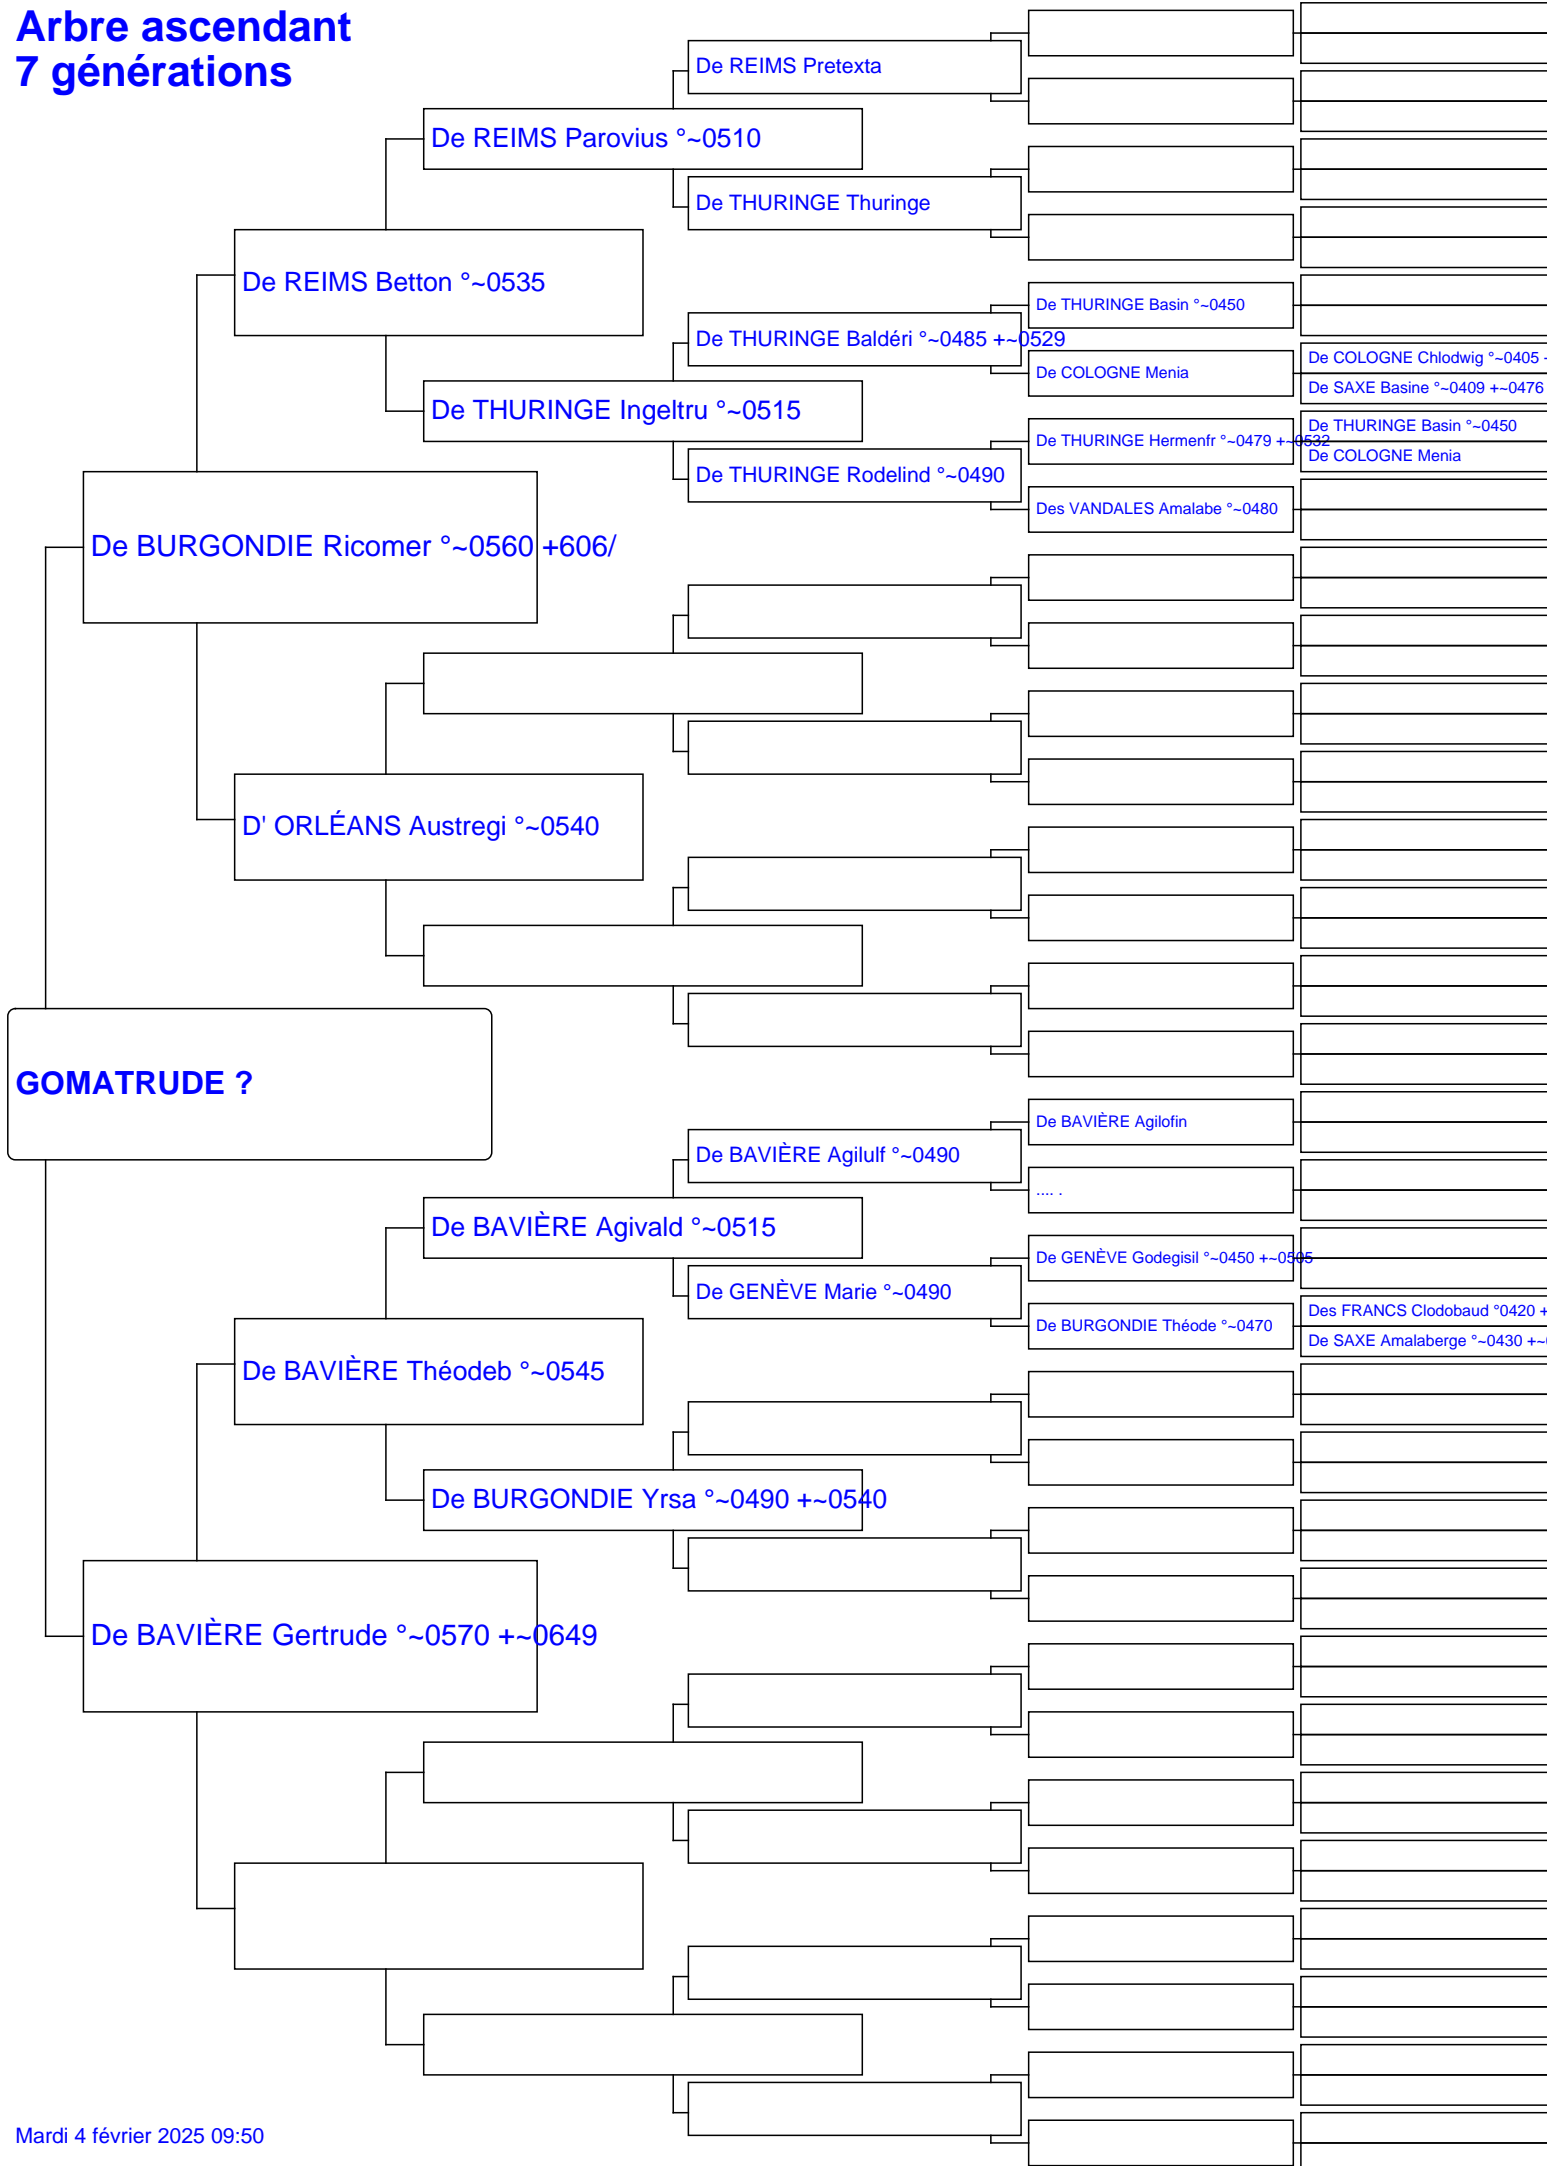 Arbre ascendant
7 générations
De REIMS Pretexta
De REIMS Parovius °~0510
De THURINGE Thuringe
De REIMS Betton °~0535
De THURINGE Basin °~0450
De THURINGE Baldéri °~0485 +~0529
De COLOGNE Chlodwig °~0405 -
De COLOGNE Menia
De SAXE Basine °~0409 +~0476
De THURINGE Ingeltru °~0515
De THURINGE Basin °~0450
De THURINGE Hermenfr °~0479 +~0532
De COLOGNE Menia
De THURINGE Rodelind °~0490
Des VANDALES Amalabe °~0480
De BURGONDIE Ricomer °~0560 +606/
D' ORLÉANS Austregi °~0540
GOMATRUDE ?
De BAVIÈRE Agilofin
De BAVIÈRE Agilulf °~0490
.... .
De BAVIÈRE Agivald °~0515
De GENÈVE Godegisil °~0450 +~0505
De GENÈVE Marie °~0490
Des FRANCS Clodobaud °0420 +
De BURGONDIE Théode °~0470
De SAXE Amalaberge °~0430 +~
De BAVIÈRE Théodeb °~0545
De BURGONDIE Yrsa °~0490 +~0540
De BAVIÈRE Gertrude °~0570 +~0649
Mardi 4 février 2025 09:50